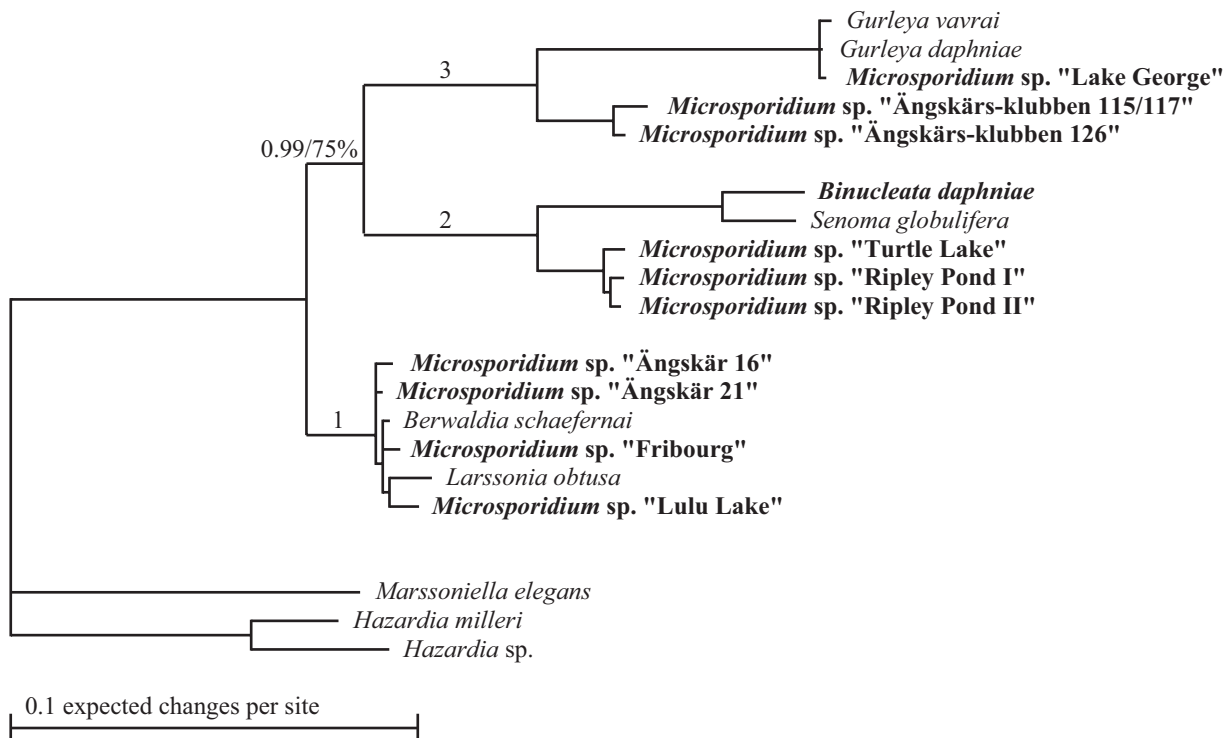 Gurleya vavrai
3
Gurleya daphniae
Microsporidium sp. "Lake George"
Microsporidium sp. "Ängskärs-klubben 115/117"
Microsporidium sp. "Ängskärs-klubben 126"
0.99/75%
Binucleata daphniae
2
Senoma globulifera
Microsporidium sp. "Turtle Lake"
Microsporidium sp. "Ripley Pond I"
Microsporidium sp. "Ripley Pond II"
Microsporidium sp. "Ängskär 16"
Microsporidium sp. "Ängskär 21"
1
Berwaldia schaefernai
Microsporidium sp. "Fribourg"
Larssonia obtusa
Microsporidium sp. "Lulu Lake"
Marssoniella elegans
Hazardia milleri
Hazardia sp.
0.1 expected changes per site